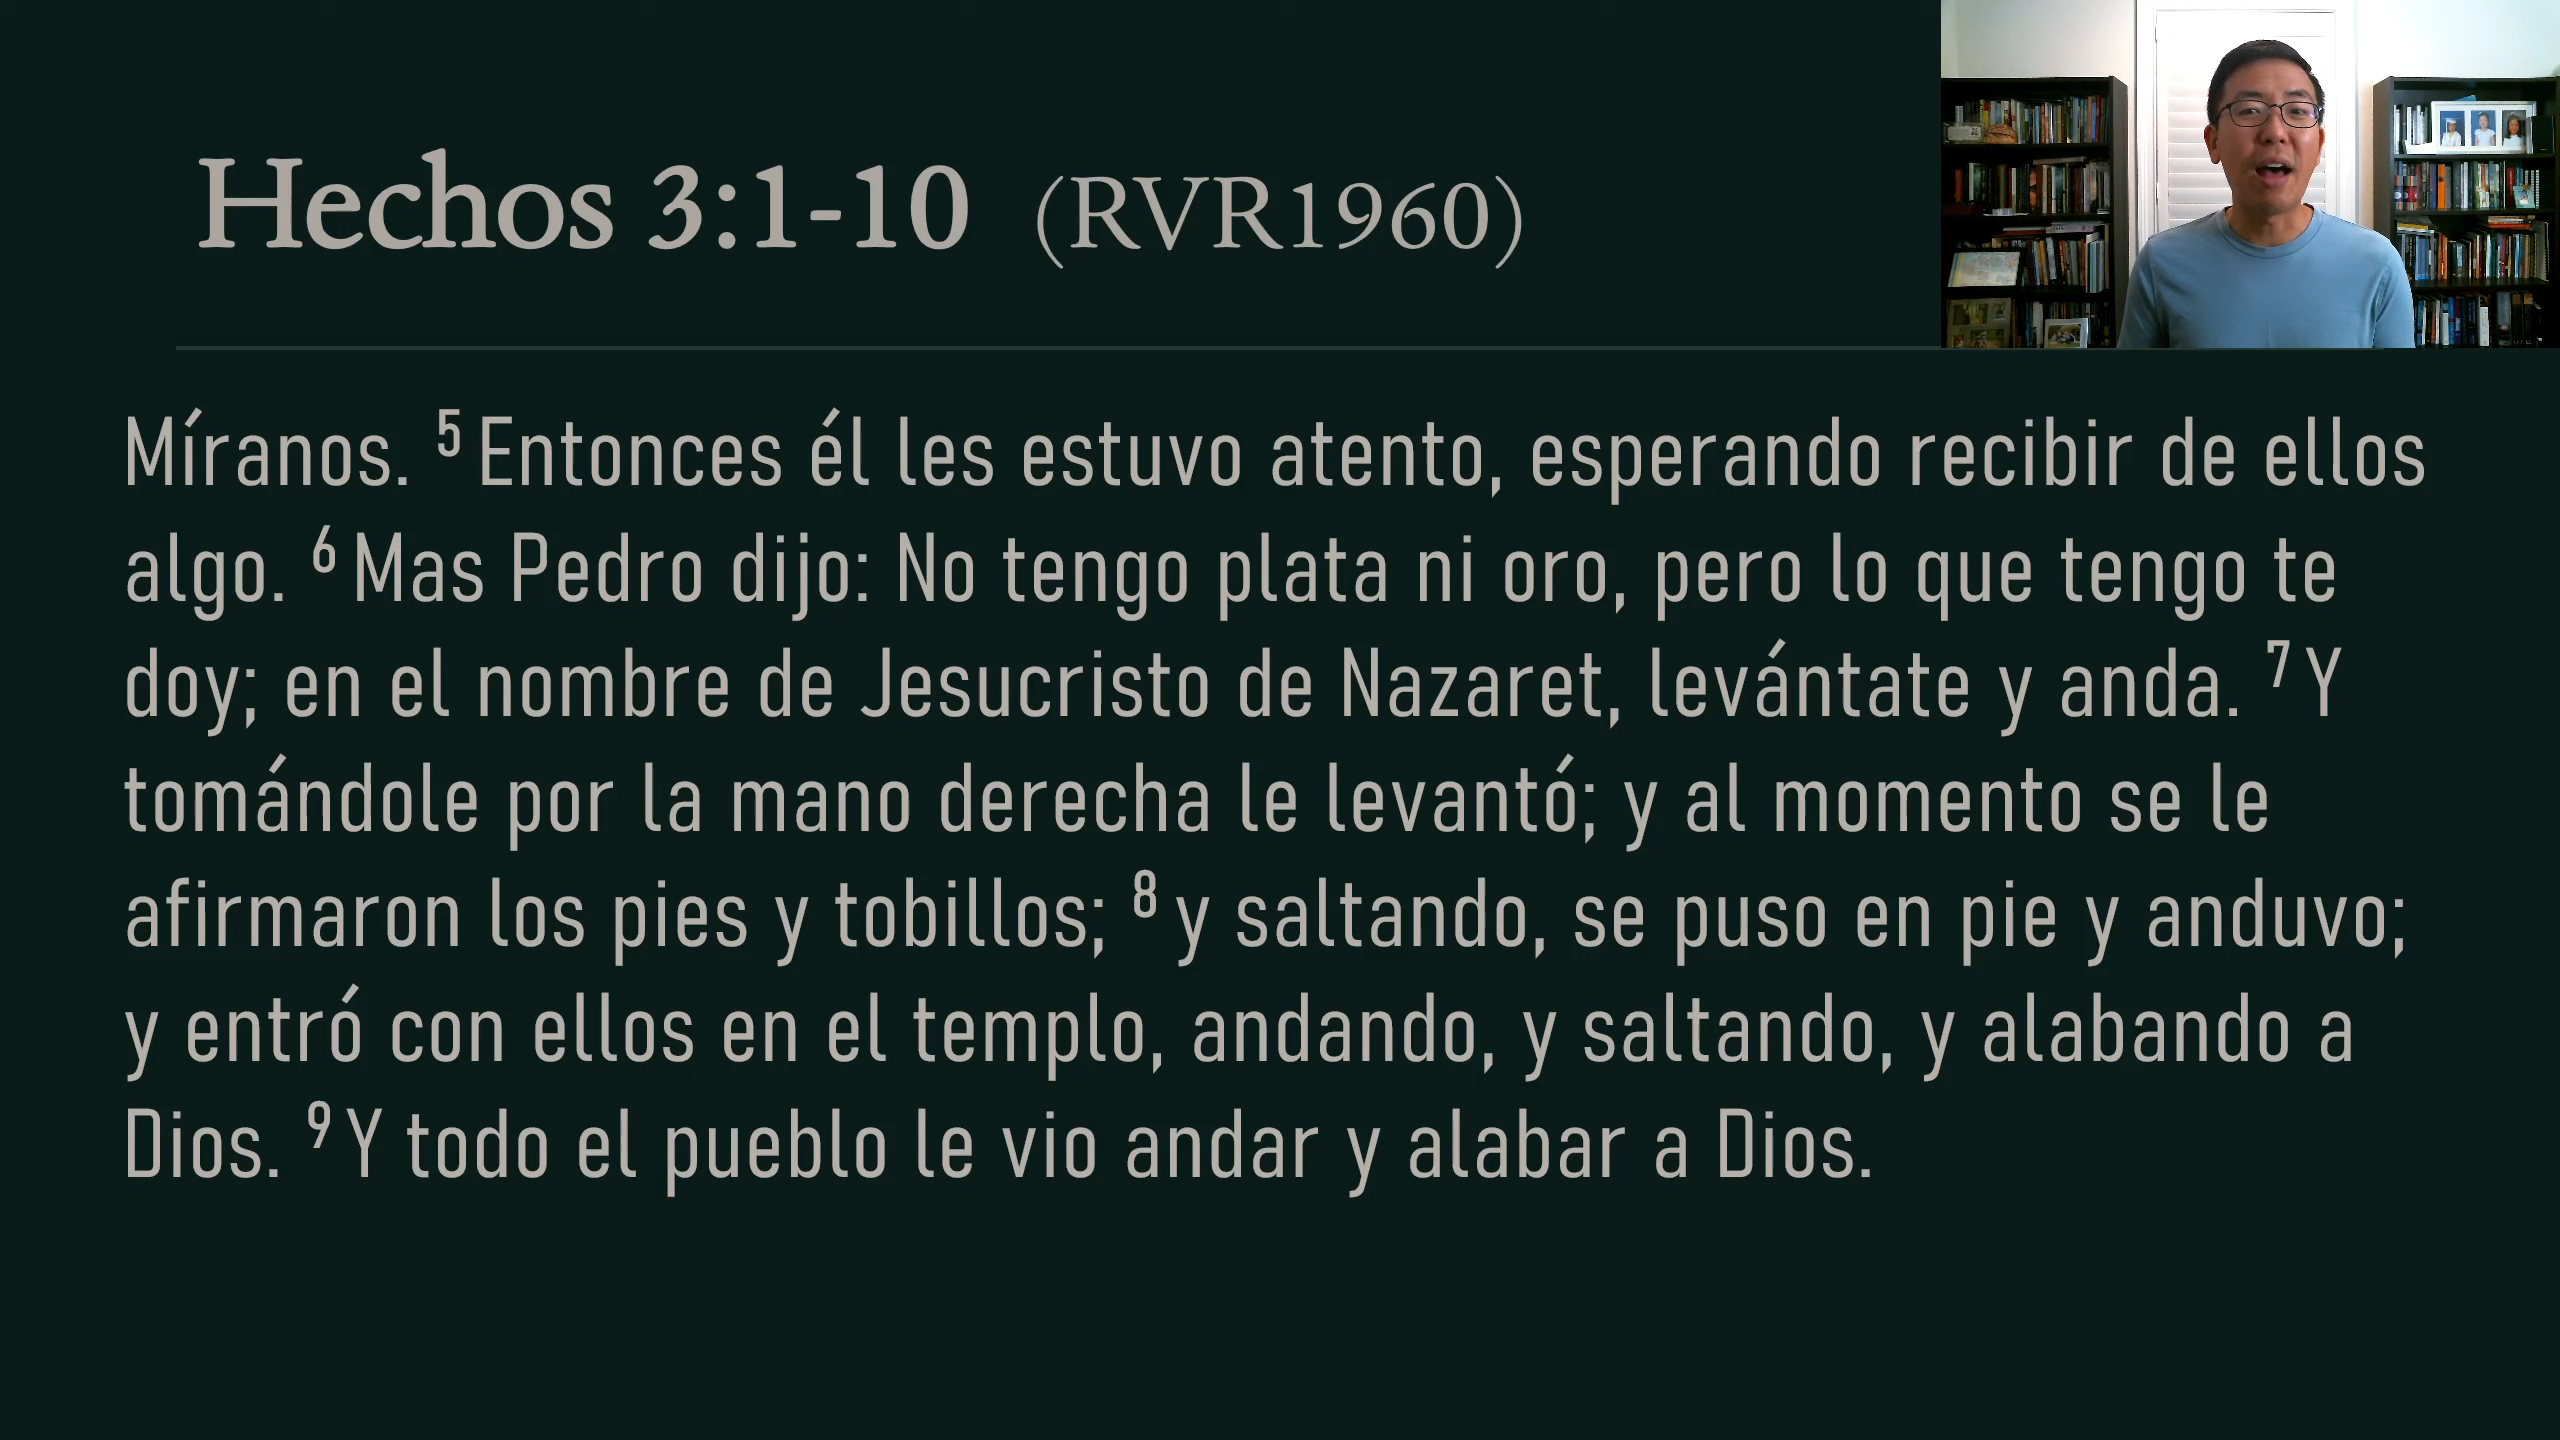 Hechos 3:1-10 (RVR1960)
Míranos. ⁵ Entonces él les estuvo atento, esperando recibir de ellos
algo. ⁶ Mas Pedro dijo: No tengo plata ni oro, pero lo que tengo te
doy; en el nombre de Jesucristo de Nazaret, levántate y anda. ⁷ Y
tomándole por la mano derecha le levantó; y al momento se le
afirmaron los pies y tobillos; ⁸ y saltando, se puso en pie y anduvo;
y entró con ellos en el templo, andando, y saltando, y alabando a
Dios. ⁹ Y todo el pueblo le vio andar y alabar a Dios.